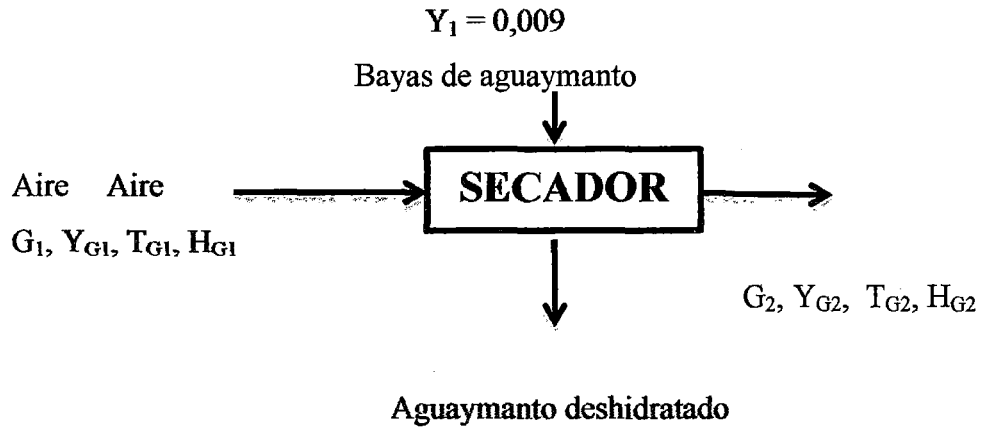 Y₁ = 0,009
Bayas de aguaymanto
SECADOR
Aire Aire
G₁, Y_G1, T_G1, H_G1
G₂, Y_G2, T_G2, H_G2
Aguaymanto deshidratado